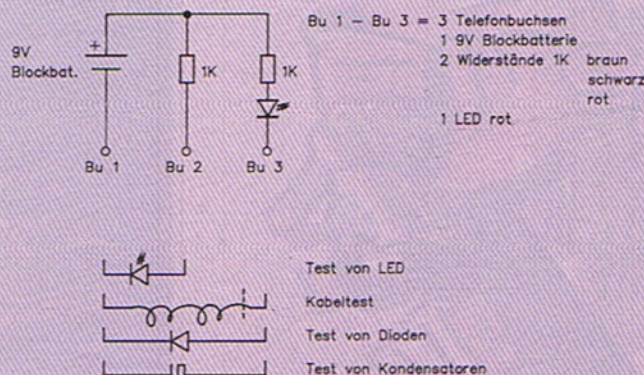 Bu 1 - Bu 3 = 3 Telefonbuchsen
1 9V Blockbatterie
2 Widerstände 1K braun
schwarz
rot
1 LED rot
9V
Blockbat.
+
1K
1K
Bu 1
Bu 2
Bu 3
Test von LED
Kabeltest
Test von Dioden
Test von Kondensatoren